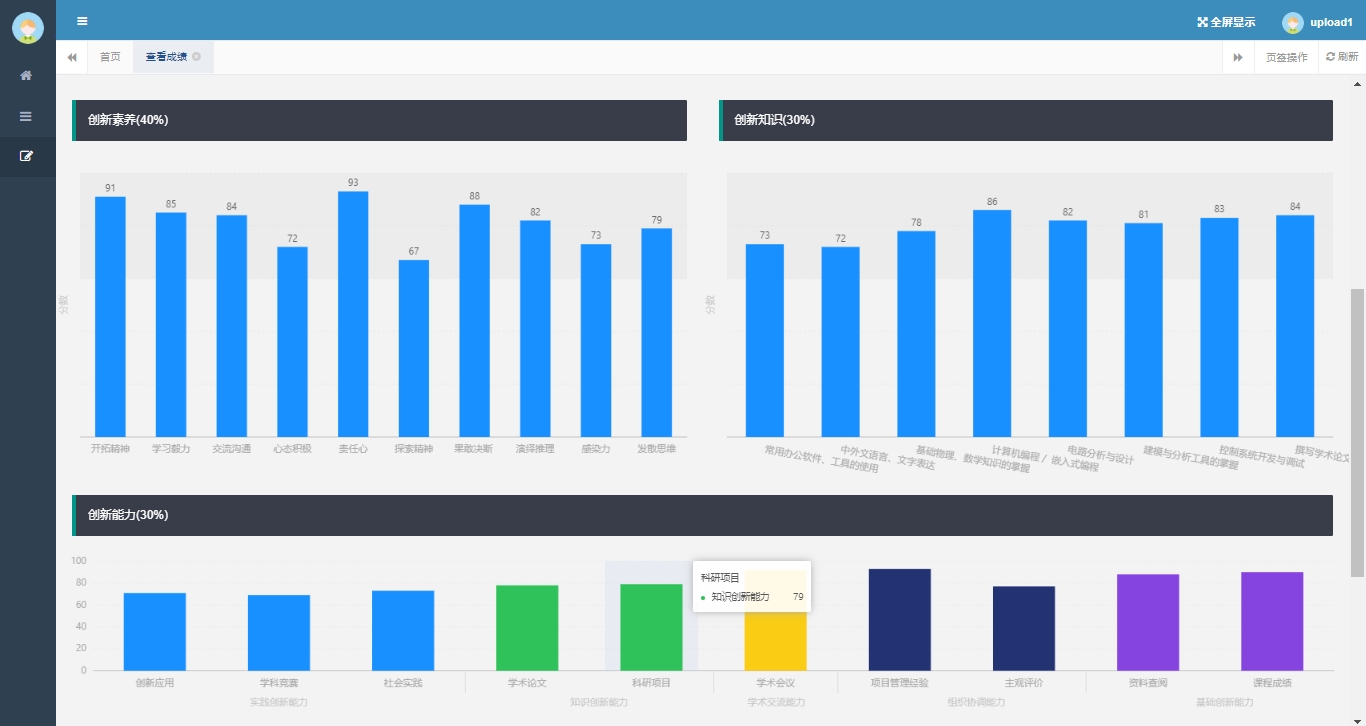 全屏显示
upload1
首页
查看成绩
页签操作
刷新
创新素养(40%)
分数
91
85
84
72
93
67
88
82
73
79
开拓精神
学习毅力
交流沟通
心态积极
责任心
探索精神
果敢决断
演绎推理
感染力
发散思维
创新知识(30%)
分数
73
72
78
86
82
81
83
84
常用办公软件、工具的使用
中外文语言、文字表达
基础物理、数学知识的掌握
计算机编程 / 嵌入式编程
电路分析与设计
建模与分析工具的掌握
控制系统开发与调试
撰写学术论文
创新能力(30%)
100
80
60
40
20
0
科研项目
知识创新能力 79
创新应用
学科竞赛
社会实践
学术论文
科研项目
学术会议
项目管理经验
主观评价
资料查阅
课程成绩
实践创新能力
知识创新能力
学术交流能力
组织协调能力
基础创新能力